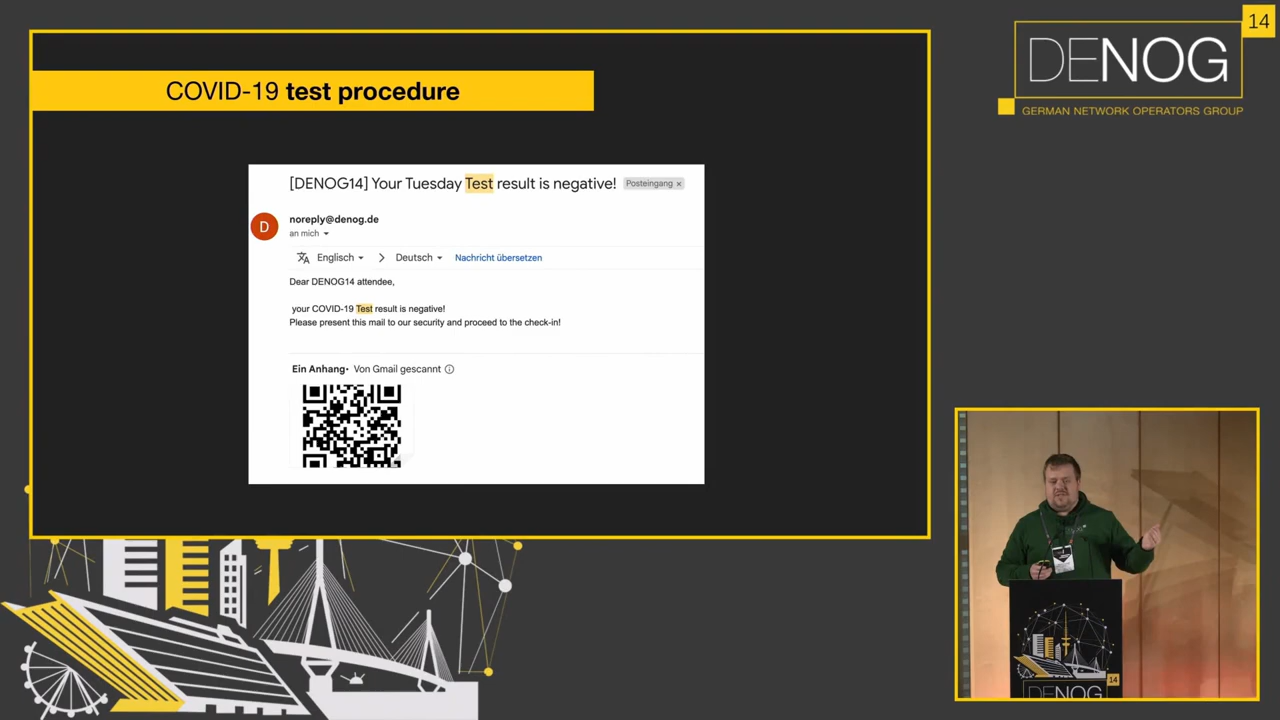 14
DENOG
GERMAN NETWORK OPERATORS GROUP
COVID-19 test procedure
[DENOG14] Your Tuesday Test result is negative! Posteingang ×
D
noreply@denog.de
an mich
Englisch > Deutsch Nachricht übersetzen
Dear DENOG14 attendee,
your COVID-19 Test result is negative!
Please present this mail to our security and proceed to the check-in!
Ein Anhang• Von Gmail gescannt
14
DENOG